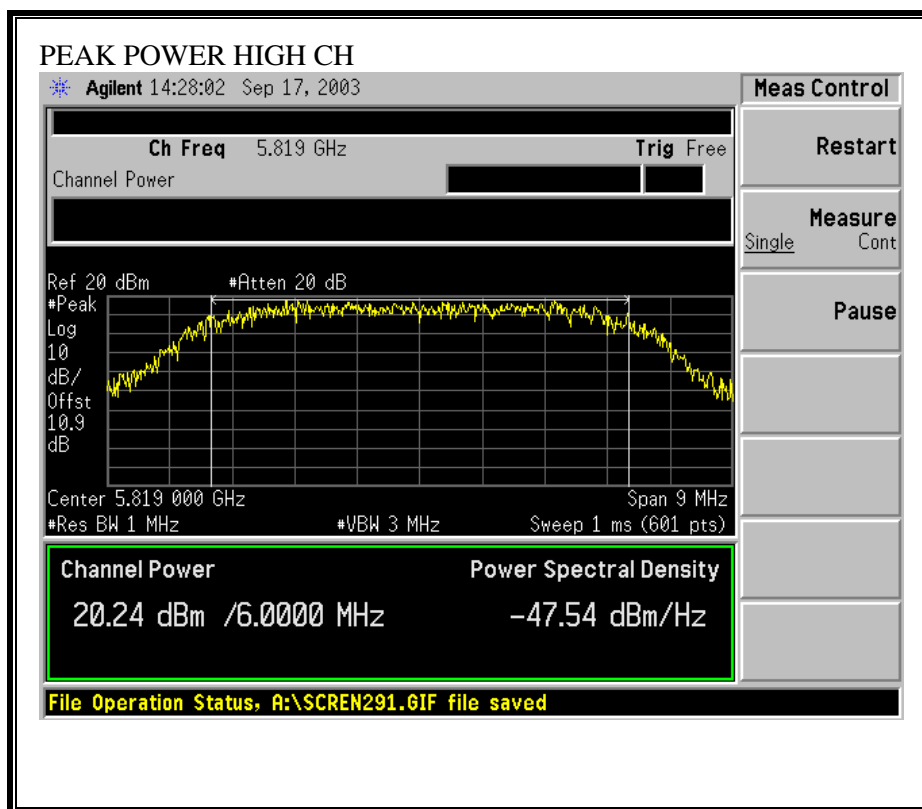 PEAK POWER HIGH CH
Agilent 14:28:02 Sep 17, 2003
Meas Control
Ch Freq 5.819 GHz Trig Free
Channel Power
Restart
Measure
Single Cont
Pause
Ref 20 dBm #Atten 20 dB
#Peak
Log
10
dB/
Offst
10.9
dB
Center 5.819 000 GHz Span 9 MHz
#Res BW 1 MHz #VBW 3 MHz Sweep 1 ms (601 pts)
Channel Power Power Spectral Density
20.24 dBm /6.0000 MHz -47.54 dBm/Hz
File Operation Status, A:\SCREN291.GIF file saved